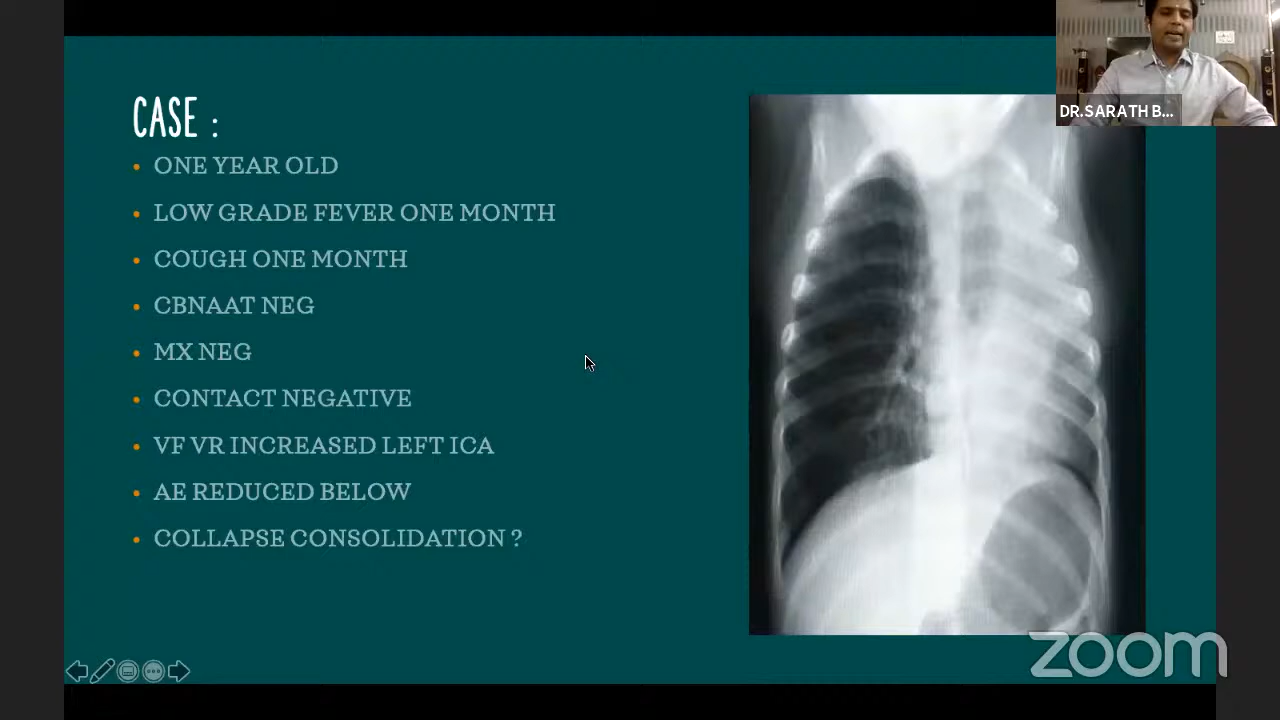 CASE :
ONE YEAR OLD
LOW GRADE FEVER ONE MONTH
COUGH ONE MONTH
CBNAAT NEG
MX NEG
CONTACT NEGATIVE
VF VR INCREASED LEFT ICA
AE REDUCED BELOW
COLLAPSE CONSOLIDATION ?
DR.SARATH B...
zoom